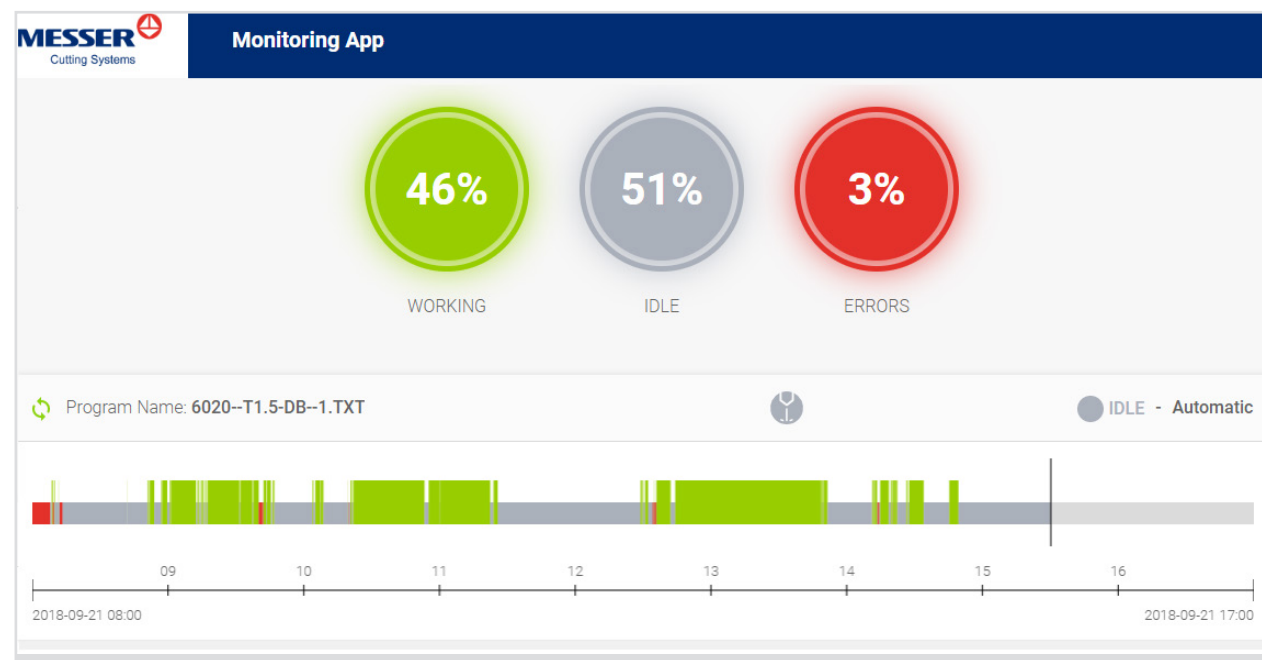 MESSER
Cutting Systems
Monitoring App
46%
51%
3%
WORKING
IDLE
ERRORS
Program Name: 6020--T1.5-DB--1.TXT
IDLE - Automatic
09 10 11 12 13 14 15 16
2018-09-21 08:00
2018-09-21 17:00